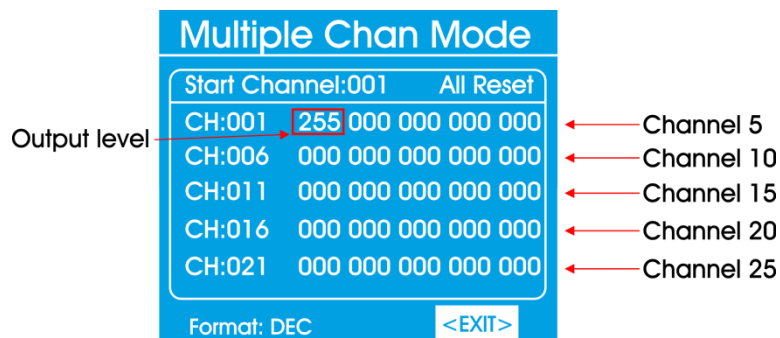 Multiple Chan Mode
Start Channel:001 All Reset
CH:001 255 000 000 000 000
Output level
Channel 5
CH:006 000 000 000 000 000
Channel 10
CH:011 000 000 000 000 000
Channel 15
CH:016 000 000 000 000 000
Channel 20
CH:021 000 000 000 000 000
Channel 25
Format: DEC <EXIT>